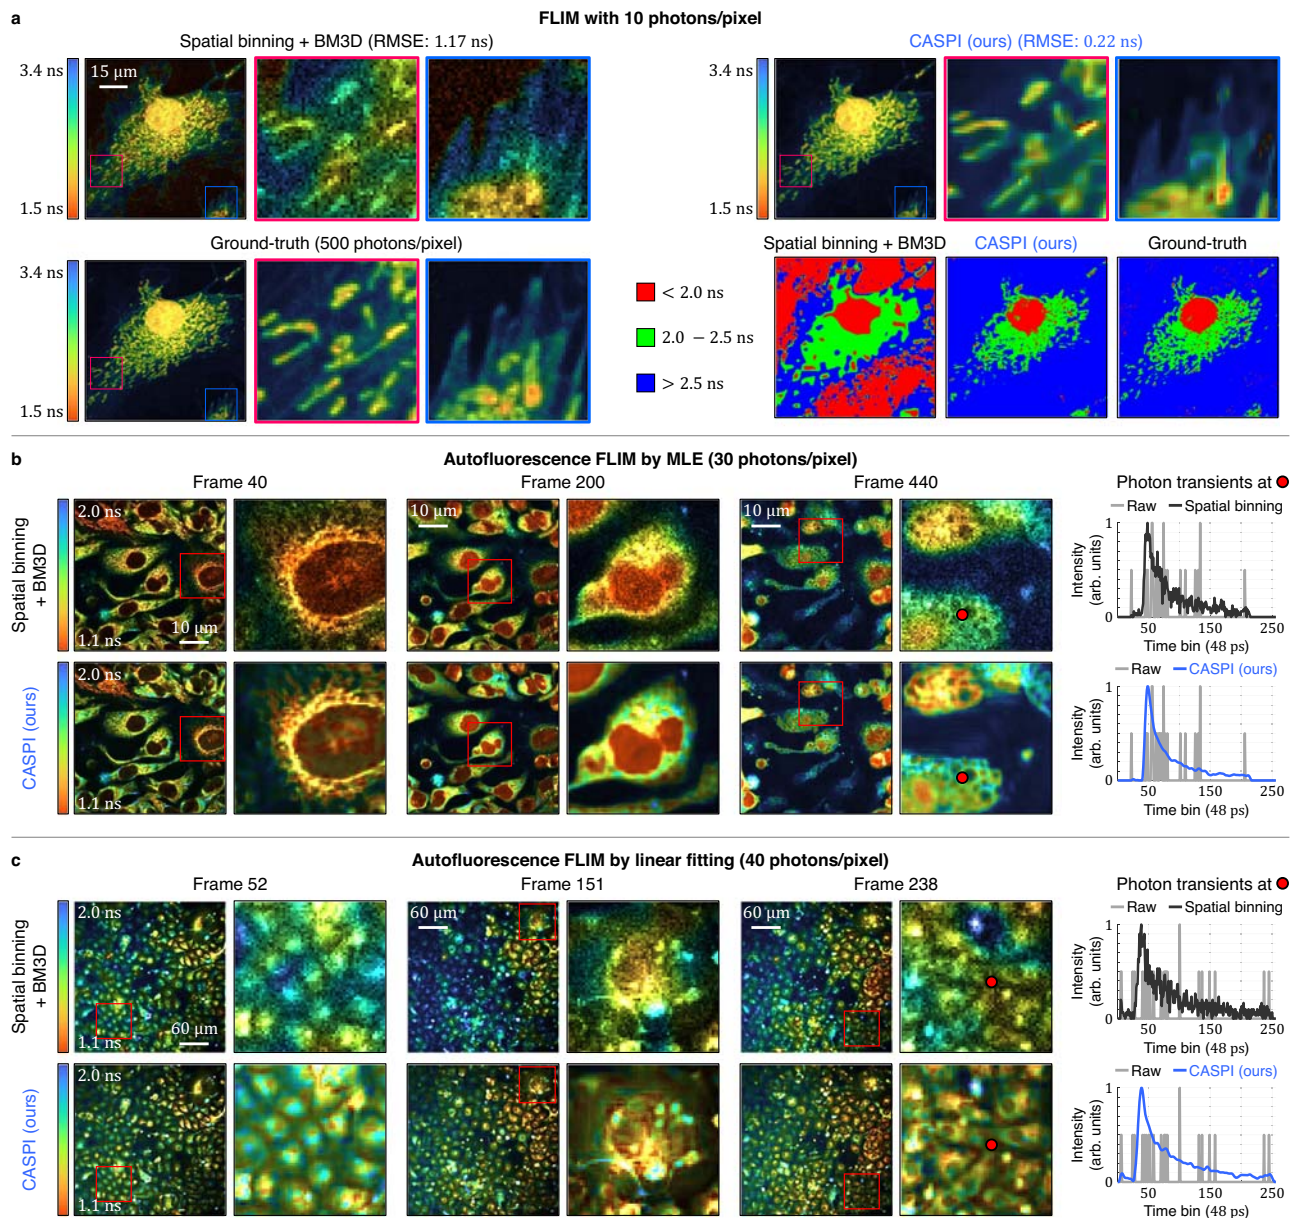 a
FLIM with 10 photons/pixel
Spatial binning + BM3D (RMSE: 1.17 ns)
CASPI (ours) (RMSE: 0.22 ns)
3.4 ns
15 μm
1.5 ns
3.4 ns
1.5 ns
Ground-truth (500 photons/pixel)
3.4 ns
1.5 ns
Spatial binning + BM3D
CASPI (ours)
Ground-truth
< 2.0 ns
2.0 − 2.5 ns
> 2.5 ns
b
Autofluorescence FLIM by MLE (30 photons/pixel)
Frame 40
Frame 200
Frame 440
Photon transients at
Spatial binning
+ BM3D
2.0 ns
1.1 ns
10 μm
10 μm
10 μm
Raw
Spatial binning
Intensity
(arb. units)
1
0
50
150
250
Time bin (48 ps)
CASPI (ours)
2.0 ns
1.1 ns
Raw
CASPI (ours)
Intensity
(arb. units)
1
0
50
150
250
Time bin (48 ps)
c
Autofluorescence FLIM by linear fitting (40 photons/pixel)
Frame 52
Frame 151
Frame 238
Photon transients at
Spatial binning
+ BM3D
2.0 ns
1.1 ns
60 μm
60 μm
60 μm
Raw
Spatial binning
Intensity
(arb. units)
1
0
50
150
250
Time bin (48 ps)
CASPI (ours)
2.0 ns
1.1 ns
Raw
CASPI (ours)
Intensity
(arb. units)
1
0
50
150
250
Time bin (48 ps)